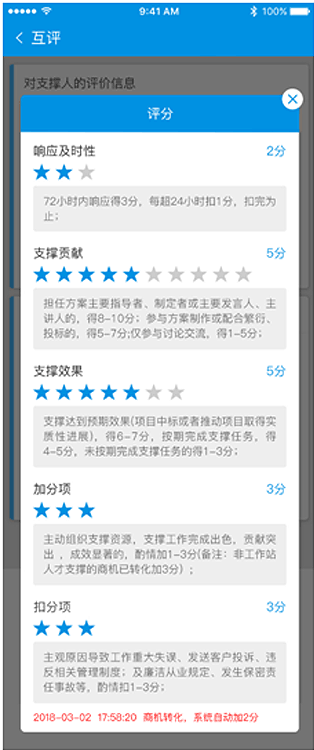 9:41 AM 100%
互评
对支撑人的评价信息
评分
响应及时性 2分
72小时内响应得3分，每超24小时扣1分，扣完为
止；
支撑贡献 5分
担任方案主要指导者、制定者或主要发言人、主
讲人的，得8-10分；参与方案制作或配合
投标的，得5-7分;仅参与讨论交流，得1-5分；
支撑效果 5分
支撑达到预期效果(项目中标或者推动项目取得实
质性进展)，得6-7分，按期完成支撑任务，得
4-5分，未按期完成支撑任务的得1-3分；
加分项 3分
主动组织支撑资源，支撑工作完成出色，贡献突
出 ，成效显著的，酌情加1-3分(备注：非工作站
人才支撑的商机已转化加3分）；
扣分项 3分
主观原因导致工作重大失误、发送客户投诉、违
反相关管理制度；及廉洁从业规定、发生保密责
任事故等，酌情扣1-3分；
2018-03-02 17:58:20 商机转化，系统自动加2分